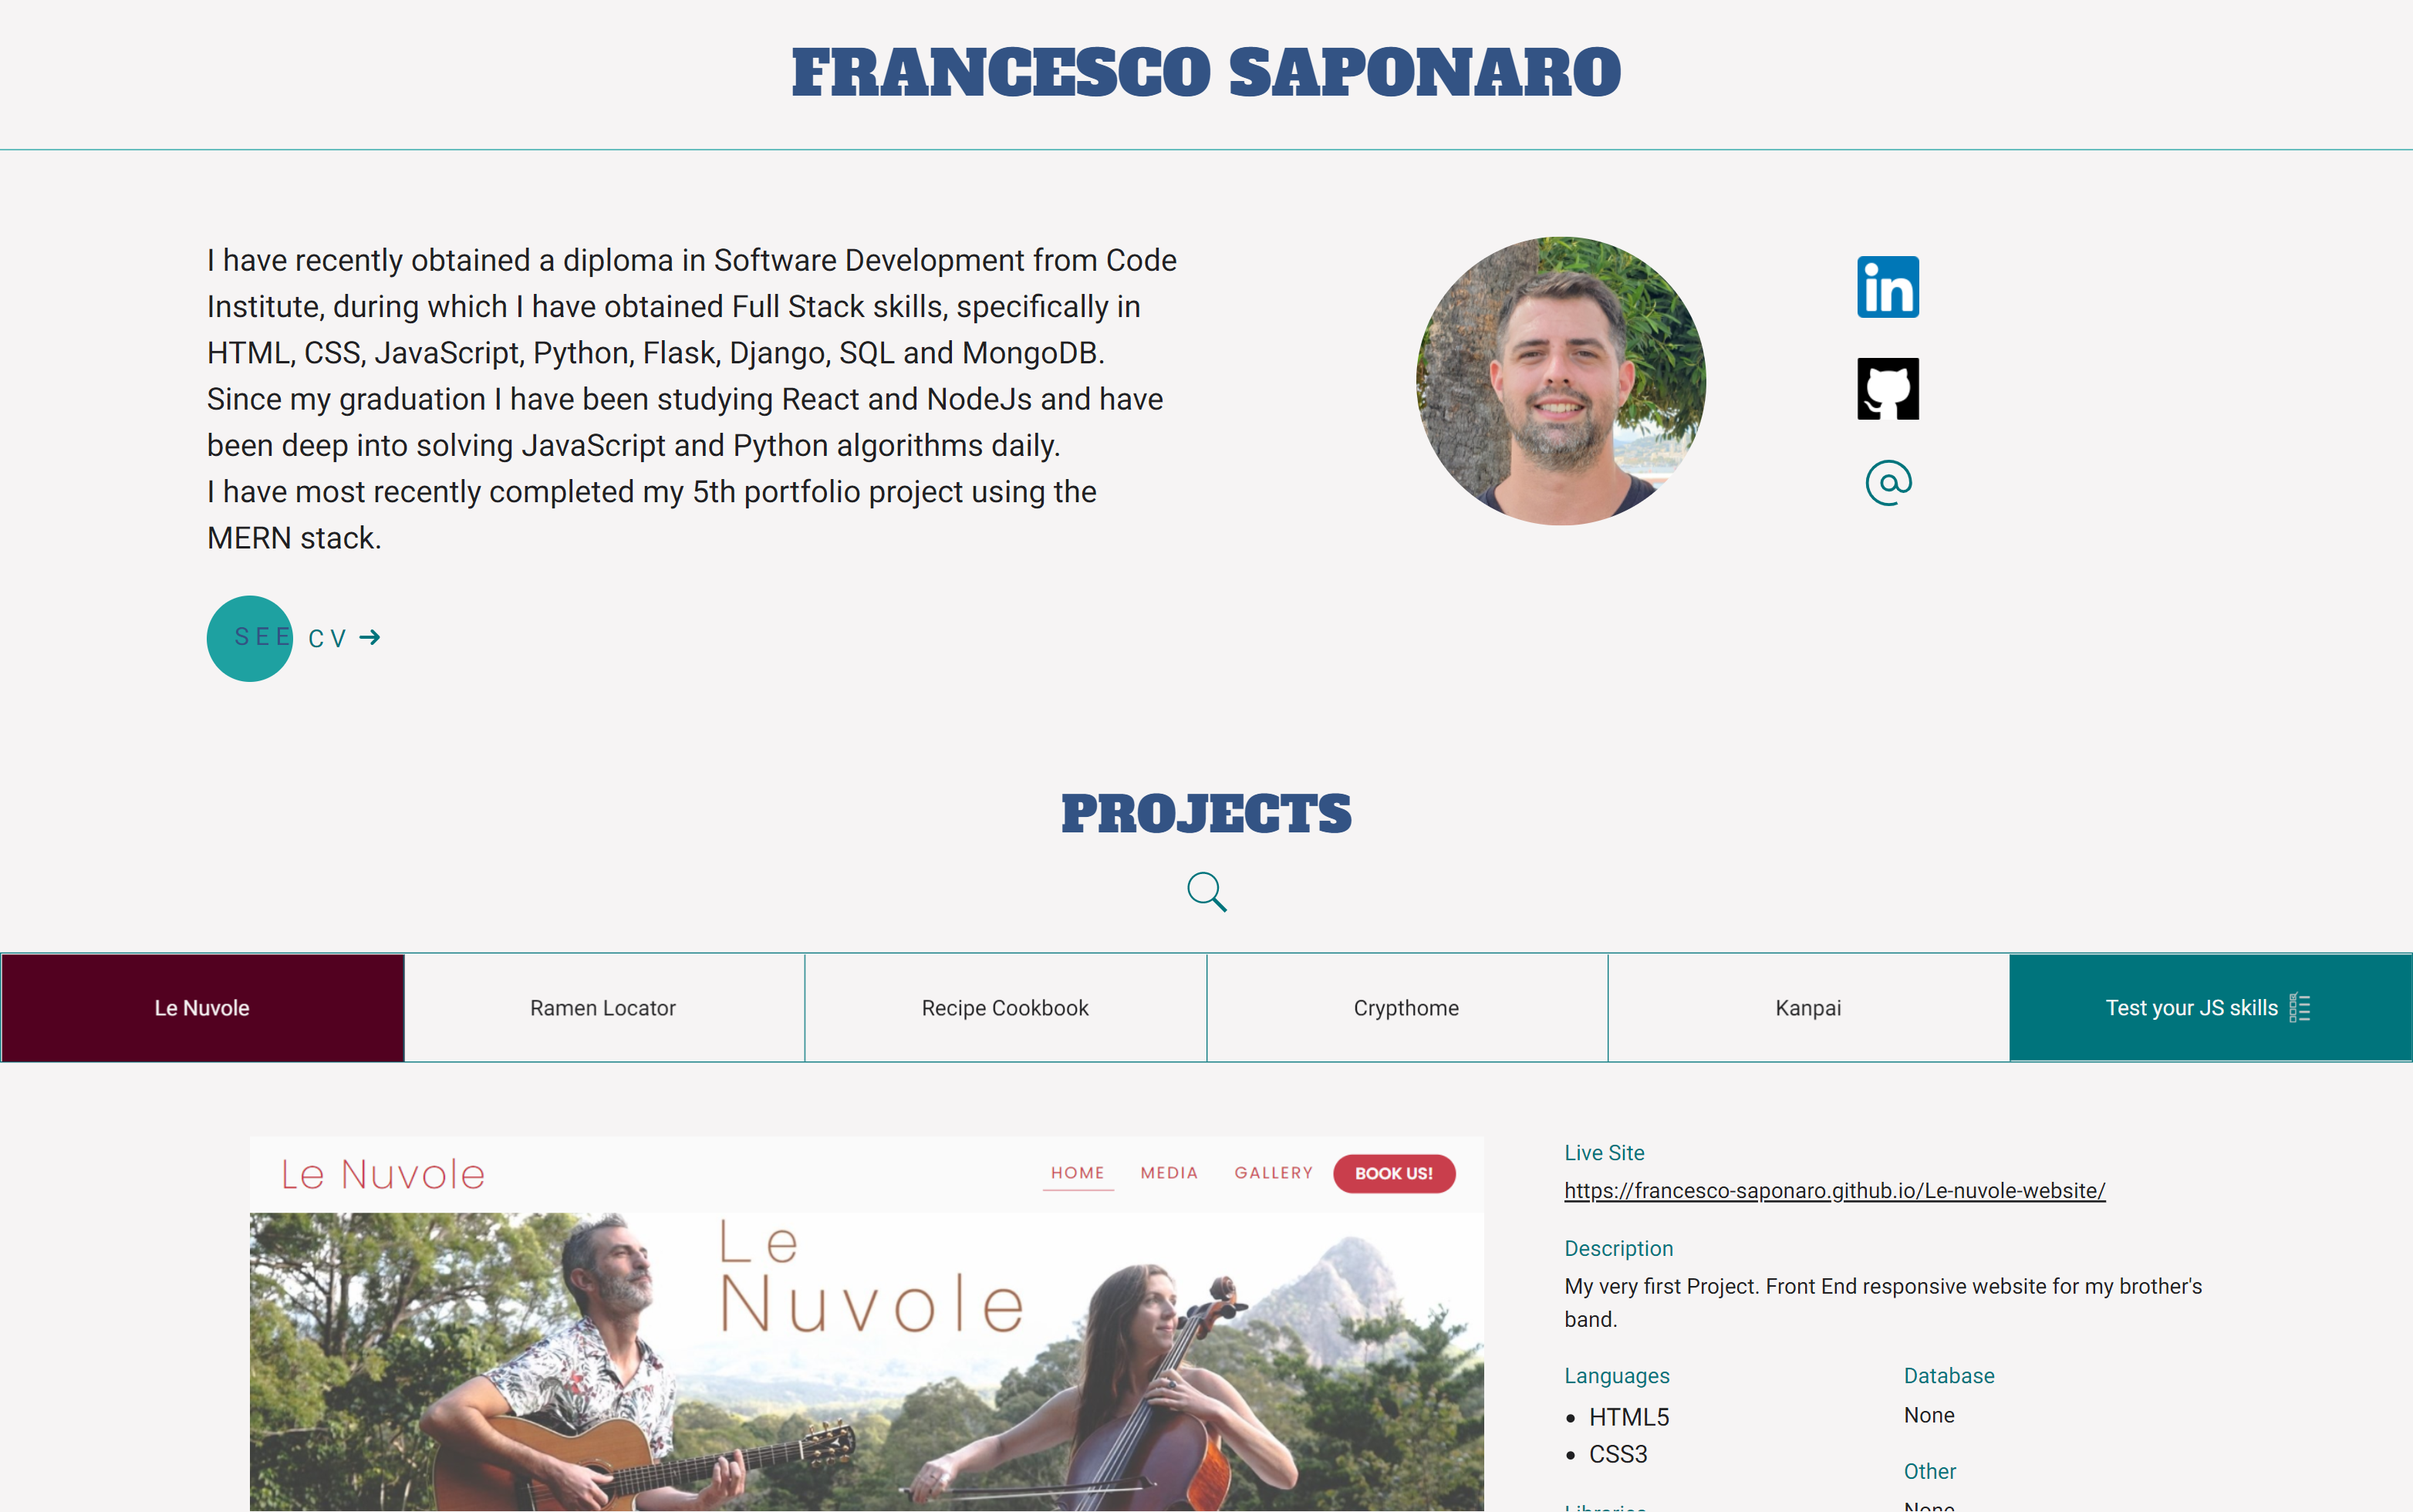 FRANCESCO SAPONARO
I have recently obtained a diploma in Software Development from Code
Institute, during which I have obtained Full Stack skills, specifically in
HTML, CSS, JavaScript, Python, Flask, Django, SQL and MongoDB.
Since my graduation I have been studying React and NodeJs and have
been deep into solving JavaScript and Python algorithms daily.
I have most recently completed my 5th portfolio project using the
MERN stack.
in
@
SEE CV →
PROJECTS
Le Nuvole
Ramen Locator
Recipe Cookbook
Crypthome
Kanpai
Test your JS skills
Le Nuvole
HOME MEDIA GALLERY BOOK US!
Le
Nuvole
Live Site
https://francesco-saponaro.github.io/Le-nuvole-website/
Description
My very first Project. Front End responsive website for my brother's
band.
Languages
• HTML5
• CSS3
Database
None
Other